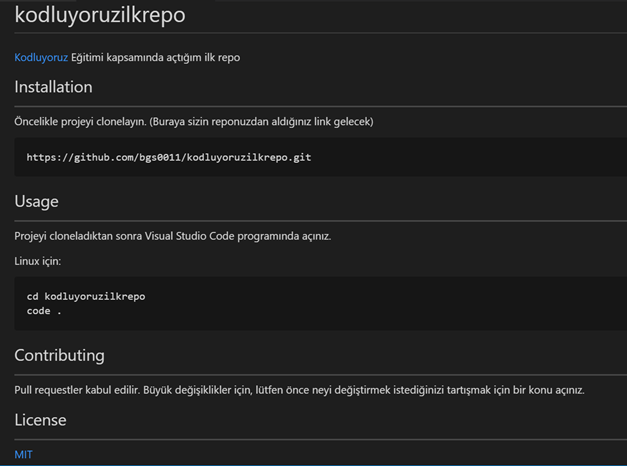 kodluyoruzilkrepo
Kodluyoruz Eğitimi kapsamında açtığım ilk repo
Installation
Öncelikle projeyi clonelayın. (Buraya sizin reponuzdan aldığınız link gelecek)
https://github.com/bgs0011/kodluyoruzilkrepo.git
Usage
Projeyi cloneladıktan sonra Visual Studio Code programında açınız.
Linux için:
cd kodluyoruzilkrepo
code .
Contributing
Pull requestler kabul edilir. Büyük değişiklikler için, lütfen önce neyi değiştirmek istediğinizi tartışmak için bir konu açınız.
License
MIT